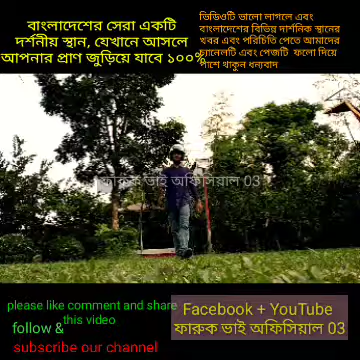 বাংলাদেশের সেরা একটি
দর্শনীয় স্থান, যেখানে আসলে
আপনার প্রাণ জুড়িয়ে যাবে ১০০%
ভিডিওটি ভালো লাগলে এবং
বাংলাদেশের বিভিন্ন দার্শনিক স্থানের
খবর এবং পরিচিতি পেতে আমাদের
চ্যানেলটি এবং পেজটি ফলো দিয়ে
পাশে থাকুন ধন্যবাদ
ফারুক ভাই অফিসিয়াল 03
please like comment and share
this video
follow &
subscribe our channel
Facebook + YouTube
ফারুক ভাই অফিসিয়াল 03